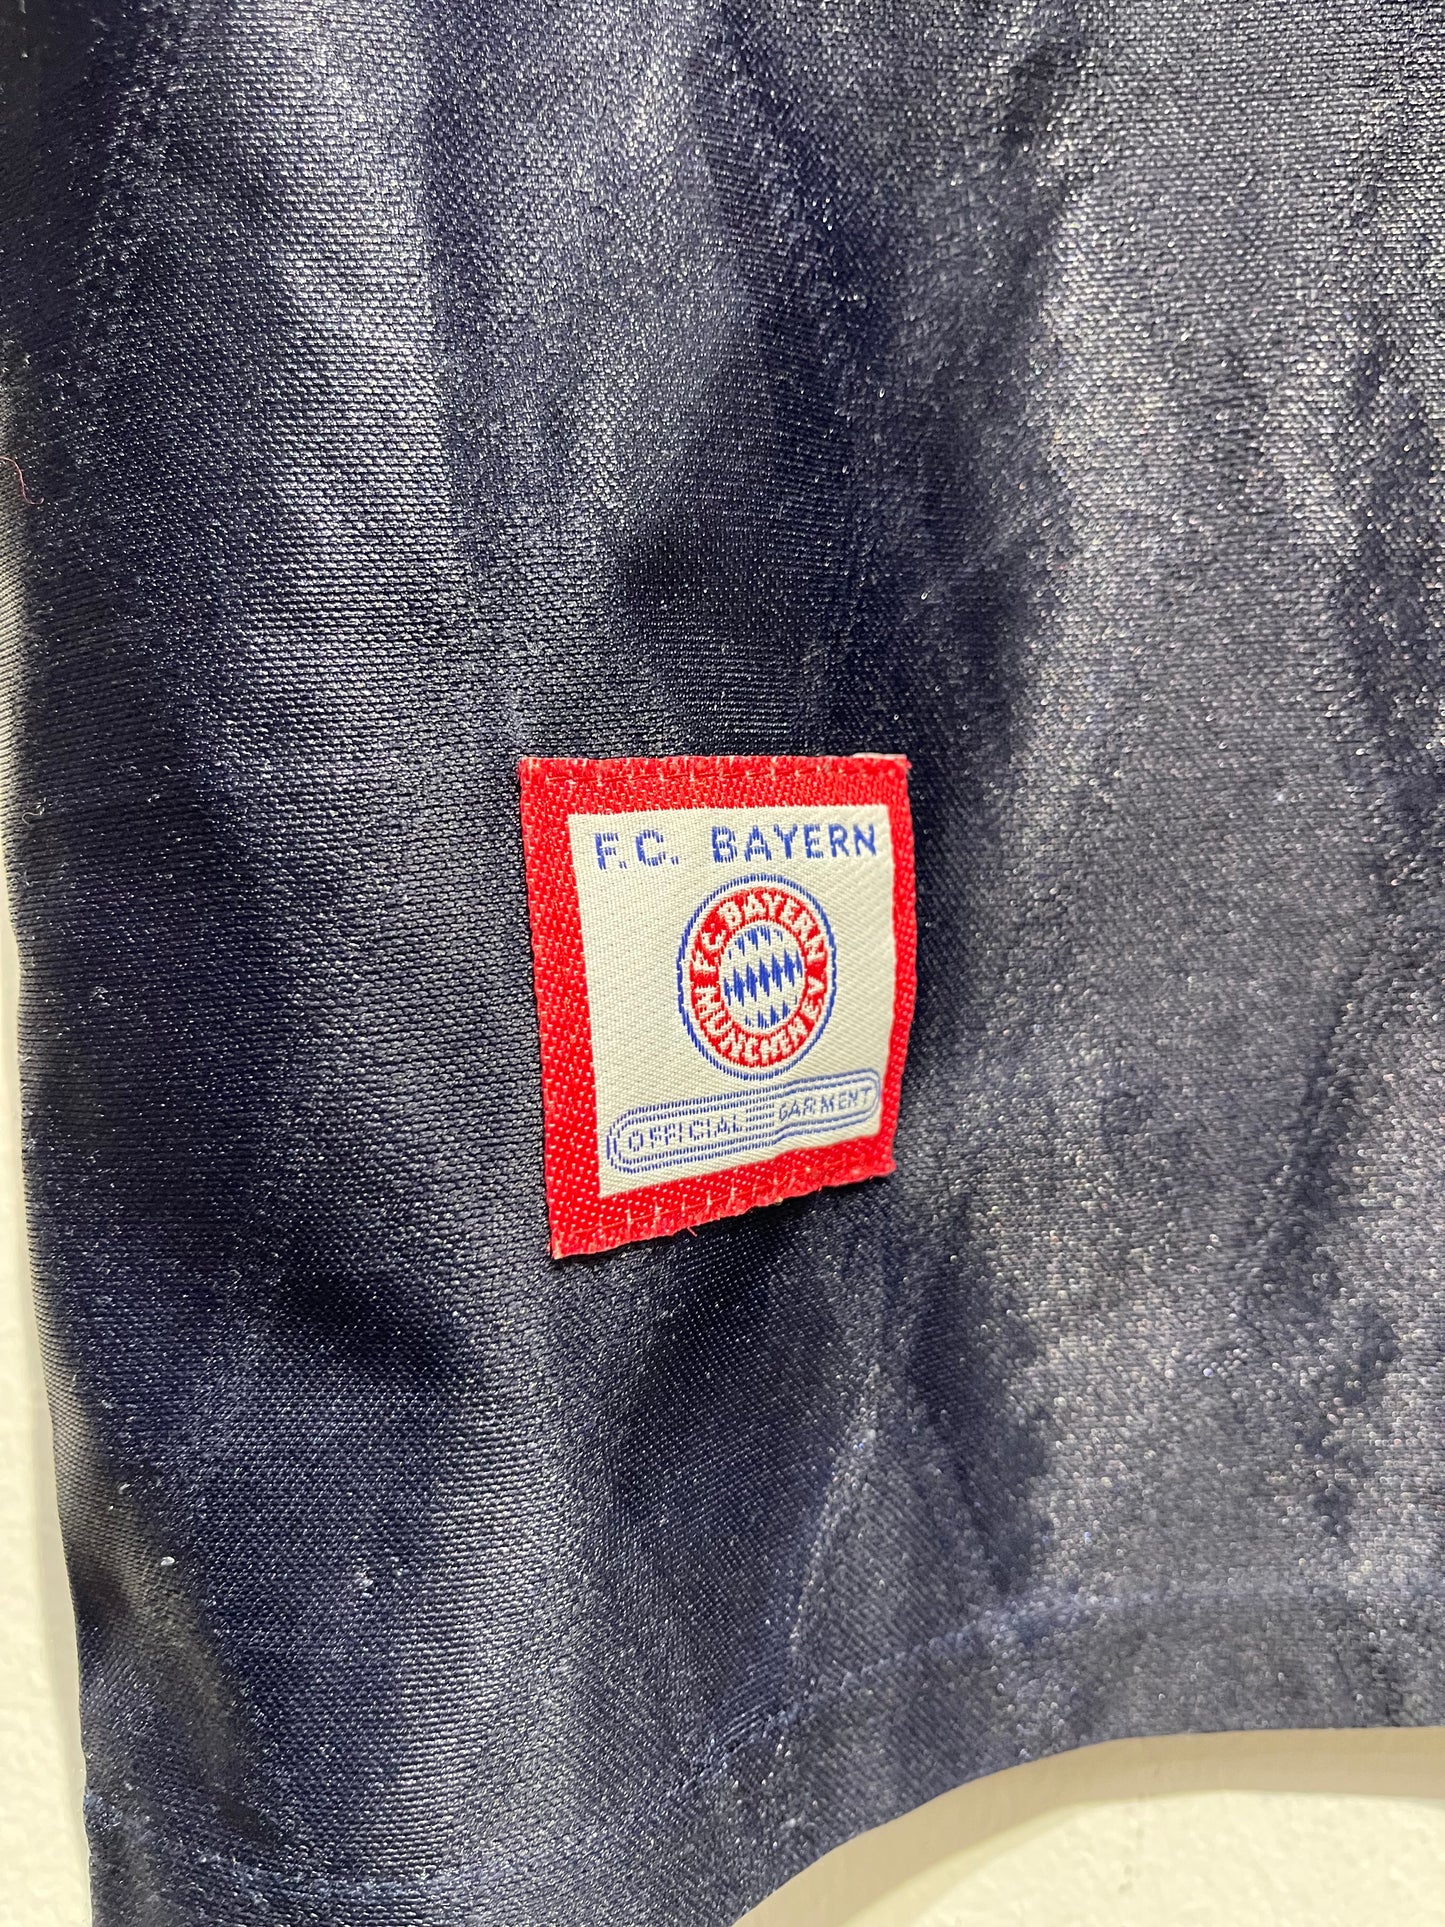 F.C. BAYERN
F.C. BAYERN
MÜNCHEN E.V.
OFFICIAL GARMENT